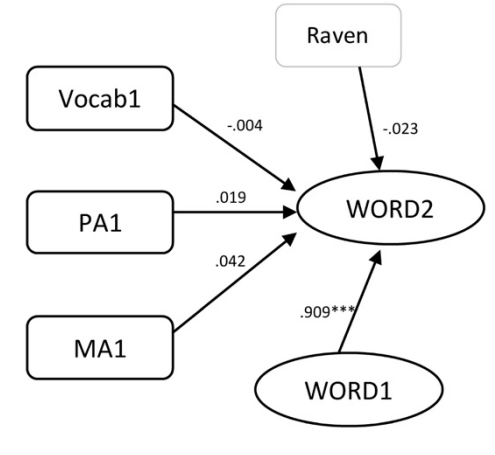 Raven
Vocab1
-.004
-.023
.019
PA1
WORD2
.042
.909***
MA1
WORD1